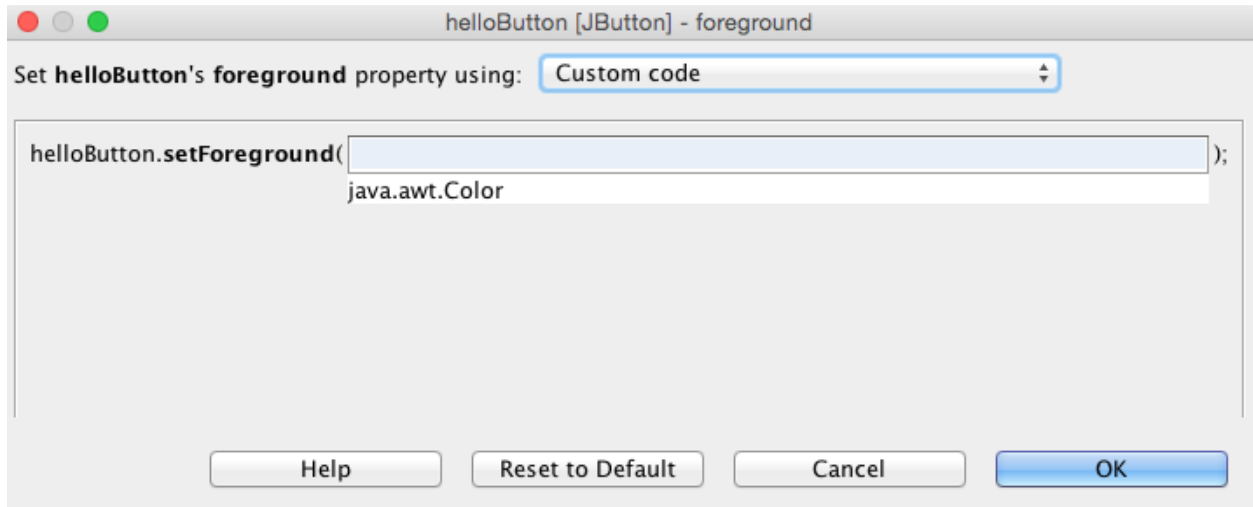 helloButton [JButton] - foreground
Set helloButton's foreground property using: Custom code
helloButton.setForeground( );
java.awt.Color
Help Reset to Default Cancel OK